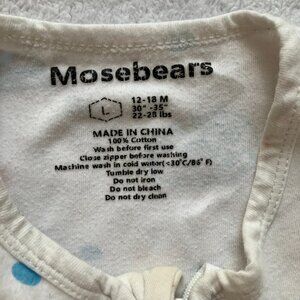 Mosebears
L
12-18 M
30" -35"
22-28 lbs
MADE IN CHINA
100% Cotton
Wash before first use
Close zipper before washing
Machine wash in cold water(<30°C/86° F)
Tumble dry low
Do not iron
Do not bleach
Do not dry clean